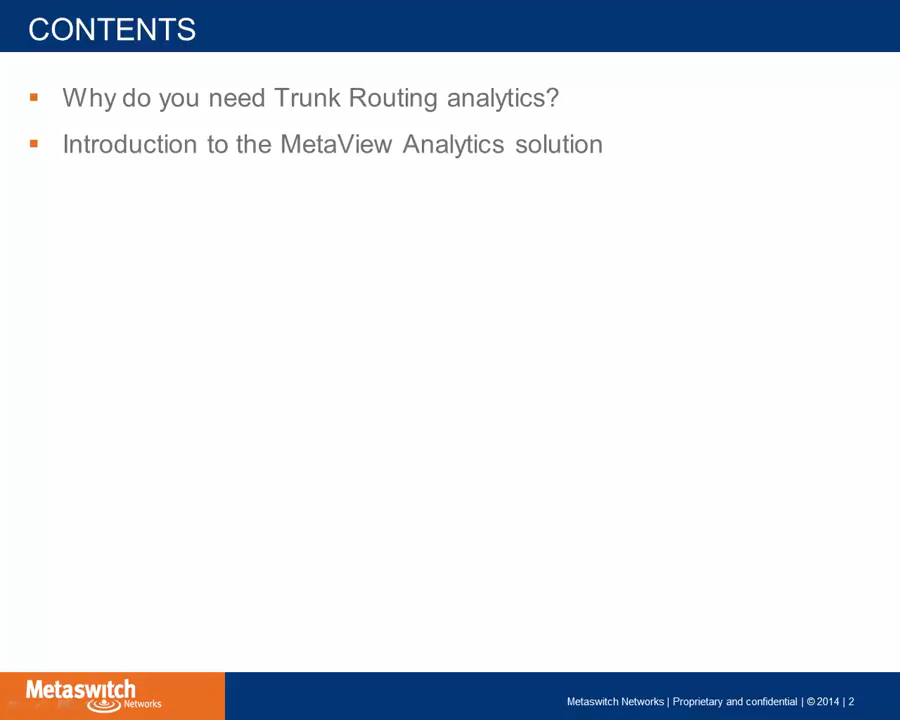 CONTENTS
▪ Why do you need Trunk Routing analytics?
▪ Introduction to the MetaView Analytics solution
Metaswitch
Networks
Metaswitch Networks | Proprietary and confidential | © 2014 | 2